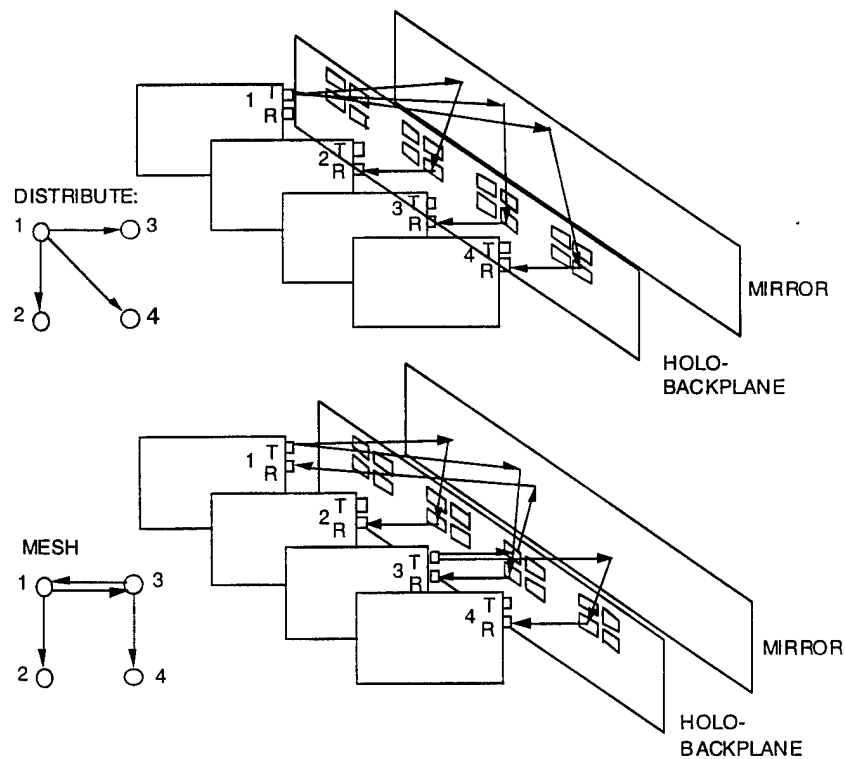 1 T
R
2 T
R
3 T
R
4 T
R
DISTRIBUTE:
1 3
2 4
MIRROR
HOLO-
BACKPLANE
1 T
R
2 T
R
3 T
R
4 T
R
MESH
1 3
2 4
MIRROR
HOLO-
BACKPLANE